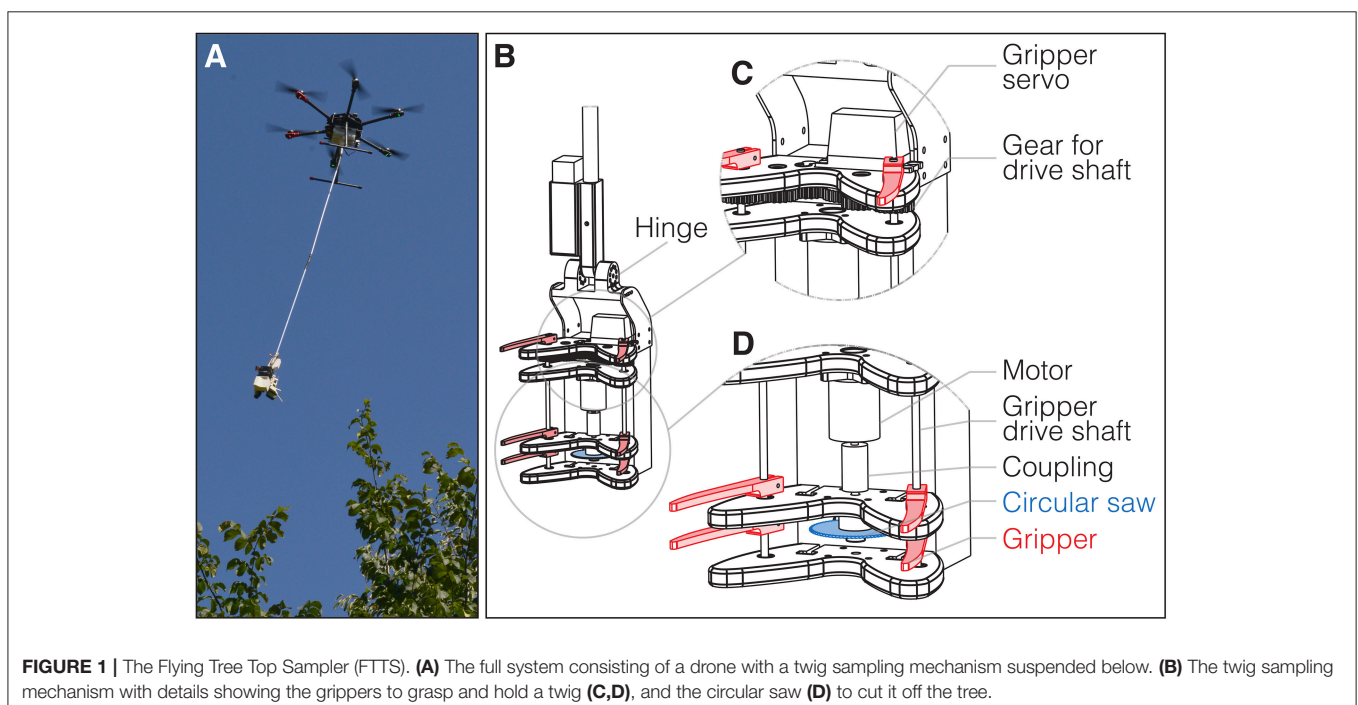 A
B
C
Gripper
servo
Gear for
drive shaft
Hinge
D
Motor
Gripper
drive shaft
Coupling
Circular saw
Gripper
FIGURE 1 | The Flying Tree Top Sampler (FTTS). (A) The full system consisting of a drone with a twig sampling mechanism suspended below. (B) The twig sampling
mechanism with details showing the grippers to grasp and hold a twig (C,D), and the circular saw (D) to cut it off the tree.